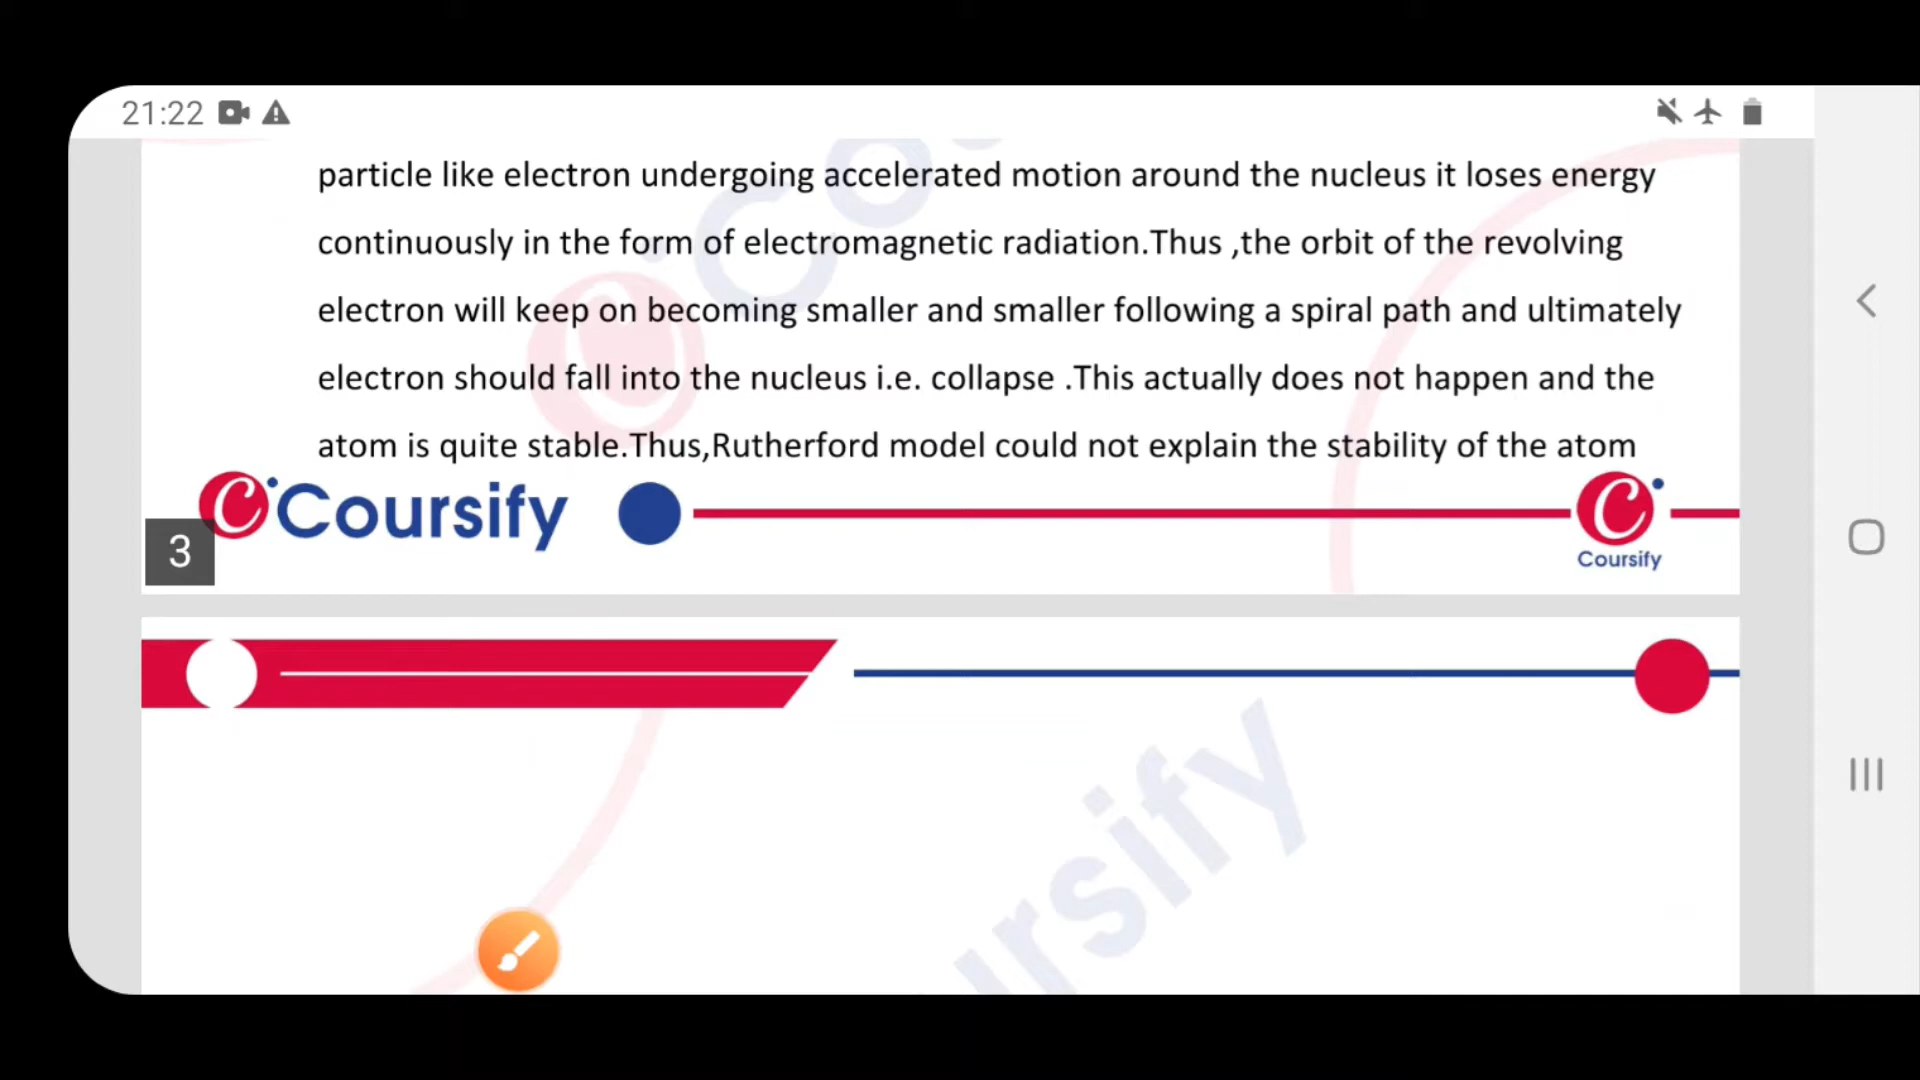 21:22
particle like electron undergoing accelerated motion around the nucleus it loses energy
continuously in the form of electromagnetic radiation.Thus ,the orbit of the revolving
electron will keep on becoming smaller and smaller following a spiral path and ultimately
electron should fall into the nucleus i.e. collapse .This actually does not happen and the
atom is quite stable.Thus,Rutherford model could not explain the stability of the atom
Coursify
C
Coursify
3
ursify